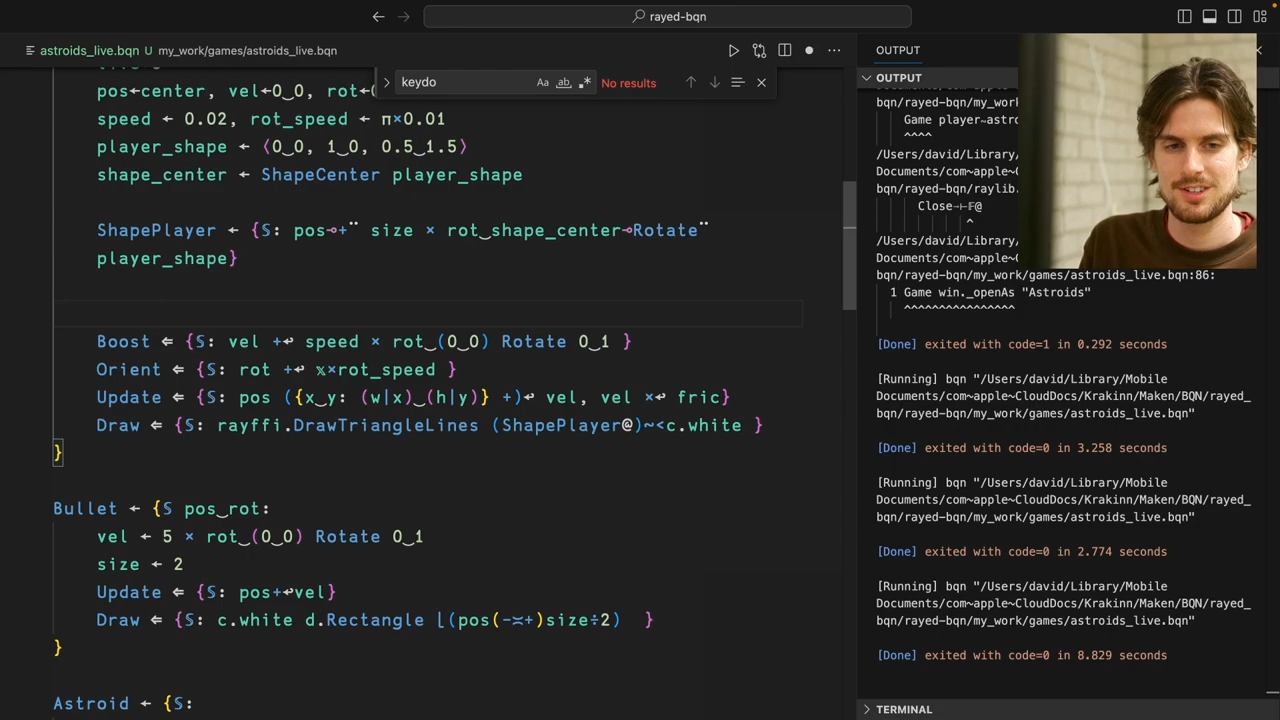 rayed-bqn
astroids_live.bqn U my_work/games/astroids_live.bqn
OUTPUT
keydo
Aa ab
No results
OUTPUT
pos←center, vel←0‿0, rot←
speed ← 0.02, rot_speed ← π×0.01
player_shape ← ⟨0‿0, 1‿0, 0.5‿1.5⟩
shape_center ← ShapeCenter player_shape
ShapePlayer ⇐ {𝕊: pos⊸+¨ size × rot‿shape_center⊸Rotate¨
player_shape}
Boost ⇐ {𝕊: vel +↩ speed × rot‿(0‿0) Rotate 0‿1 }
Orient ⇐ {𝕊: rot +↩ 𝕩×rot_speed }
Update ⇐ {𝕊: pos ({x‿y: (w|x)‿(h|y)} +)↩ vel, vel ×↩ fric}
Draw ⇐ {𝕊: rayffi.DrawTriangleLines (ShapePlayer@)∾<c.white }
}
Bullet ← {𝕊 pos‿rot:
vel ← 5 × rot‿(0‿0) Rotate 0‿1
size ← 2
Update ⇐ {𝕊: pos+↩vel}
Draw ⇐ {𝕊: c.white d.Rectangle ⌊(pos(-≍+)size÷2) }
}
Astroid ← {𝕊:
bqn/rayed-bqn/my_work
Game player∾astro
^^^^
/Users/david/Library/
Documents/com~apple~C
bqn/rayed-bqn/raylib.
Close→⊢𝔽@
^
/Users/david/Library/
Documents/com~apple~C
bqn/rayed-bqn/my_work/games/astroids_live.bqn:86:
1 Game win._openAs "Astroids"
^^^^^^^^^^^^^^^^
[Done] exited with code=1 in 0.292 seconds
[Running] bqn "/Users/david/Library/Mobile
Documents/com~apple~CloudDocs/Krakinn/Maken/BQN/rayed_
bqn/rayed-bqn/my_work/games/astroids_live.bqn"
[Done] exited with code=0 in 3.258 seconds
[Running] bqn "/Users/david/Library/Mobile
Documents/com~apple~CloudDocs/Krakinn/Maken/BQN/rayed_
bqn/rayed-bqn/my_work/games/astroids_live.bqn"
[Done] exited with code=0 in 2.774 seconds
[Running] bqn "/Users/david/Library/Mobile
Documents/com~apple~CloudDocs/Krakinn/Maken/BQN/rayed_
bqn/rayed-bqn/my_work/games/astroids_live.bqn"
[Done] exited with code=0 in 8.829 seconds
TERMINAL